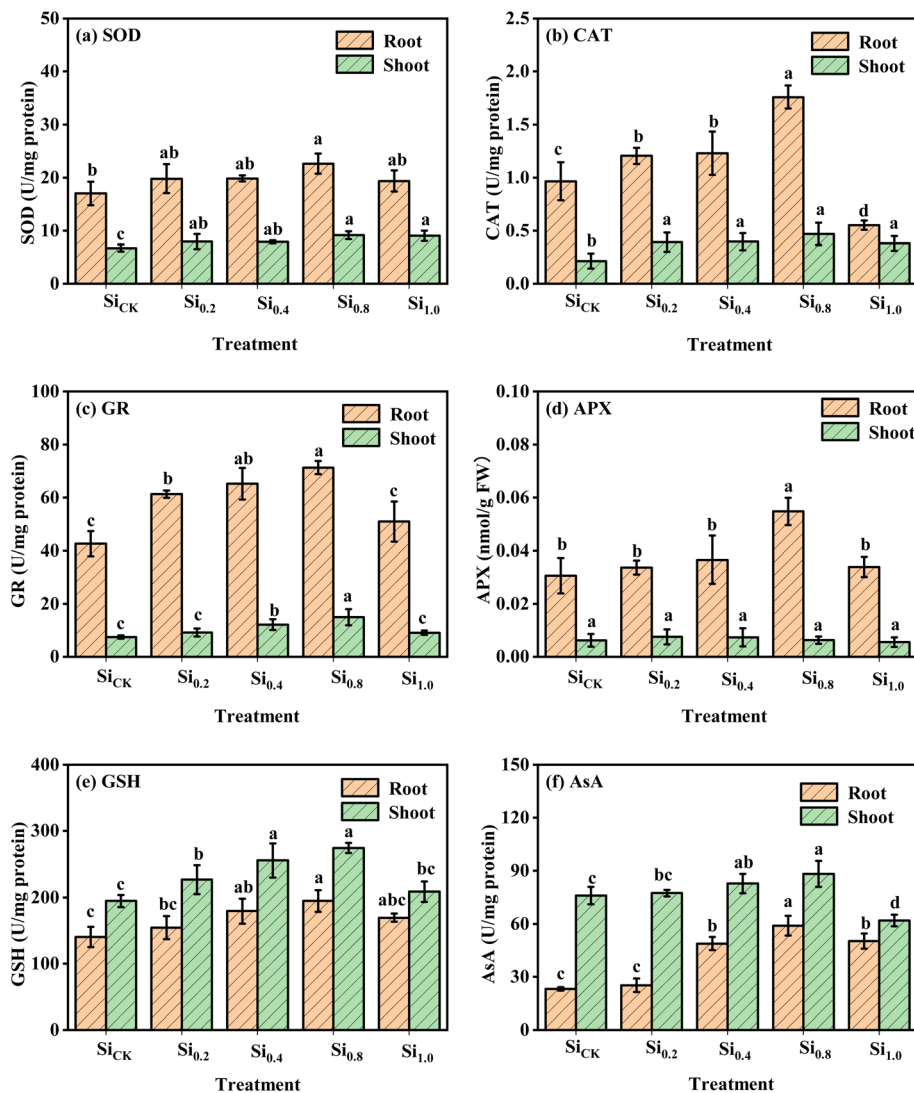 (a) SOD
Root
Shoot
SOD (U/mg protein)
50
40
30
20
10
0
b ab ab a ab
c ab ab a a
SiCK Si0.2 Si0.4 Si0.8 Si1.0
Treatment
(b) CAT
Root
Shoot
CAT (U/mg protein)
2.5
2.0
1.5
1.0
0.5
0.0
c b b a d
b a a a a
SiCK Si0.2 Si0.4 Si0.8 Si1.0
Treatment
(c) GR
Root
Shoot
GR (U/mg protein)
100
80
60
40
20
0
c b ab a c
c c b a c
SiCK Si0.2 Si0.4 Si0.8 Si1.0
Treatment
(d) APX
Root
Shoot
APX (nmol/g FW)
0.10
0.08
0.06
0.04
0.02
0.00
b b b a b
a a a a a
SiCK Si0.2 Si0.4 Si0.8 Si1.0
Treatment
(e) GSH
Root
Shoot
GSH (U/mg protein)
400
300
200
100
0
c b a a bc
c bc ab a abc
SiCK Si0.2 Si0.4 Si0.8 Si1.0
Treatment
(f) AsA
Root
Shoot
AsA (U/mg protein)
150
120
90
60
30
0
c bc ab a d
c c b a b
SiCK Si0.2 Si0.4 Si0.8 Si1.0
Treatment